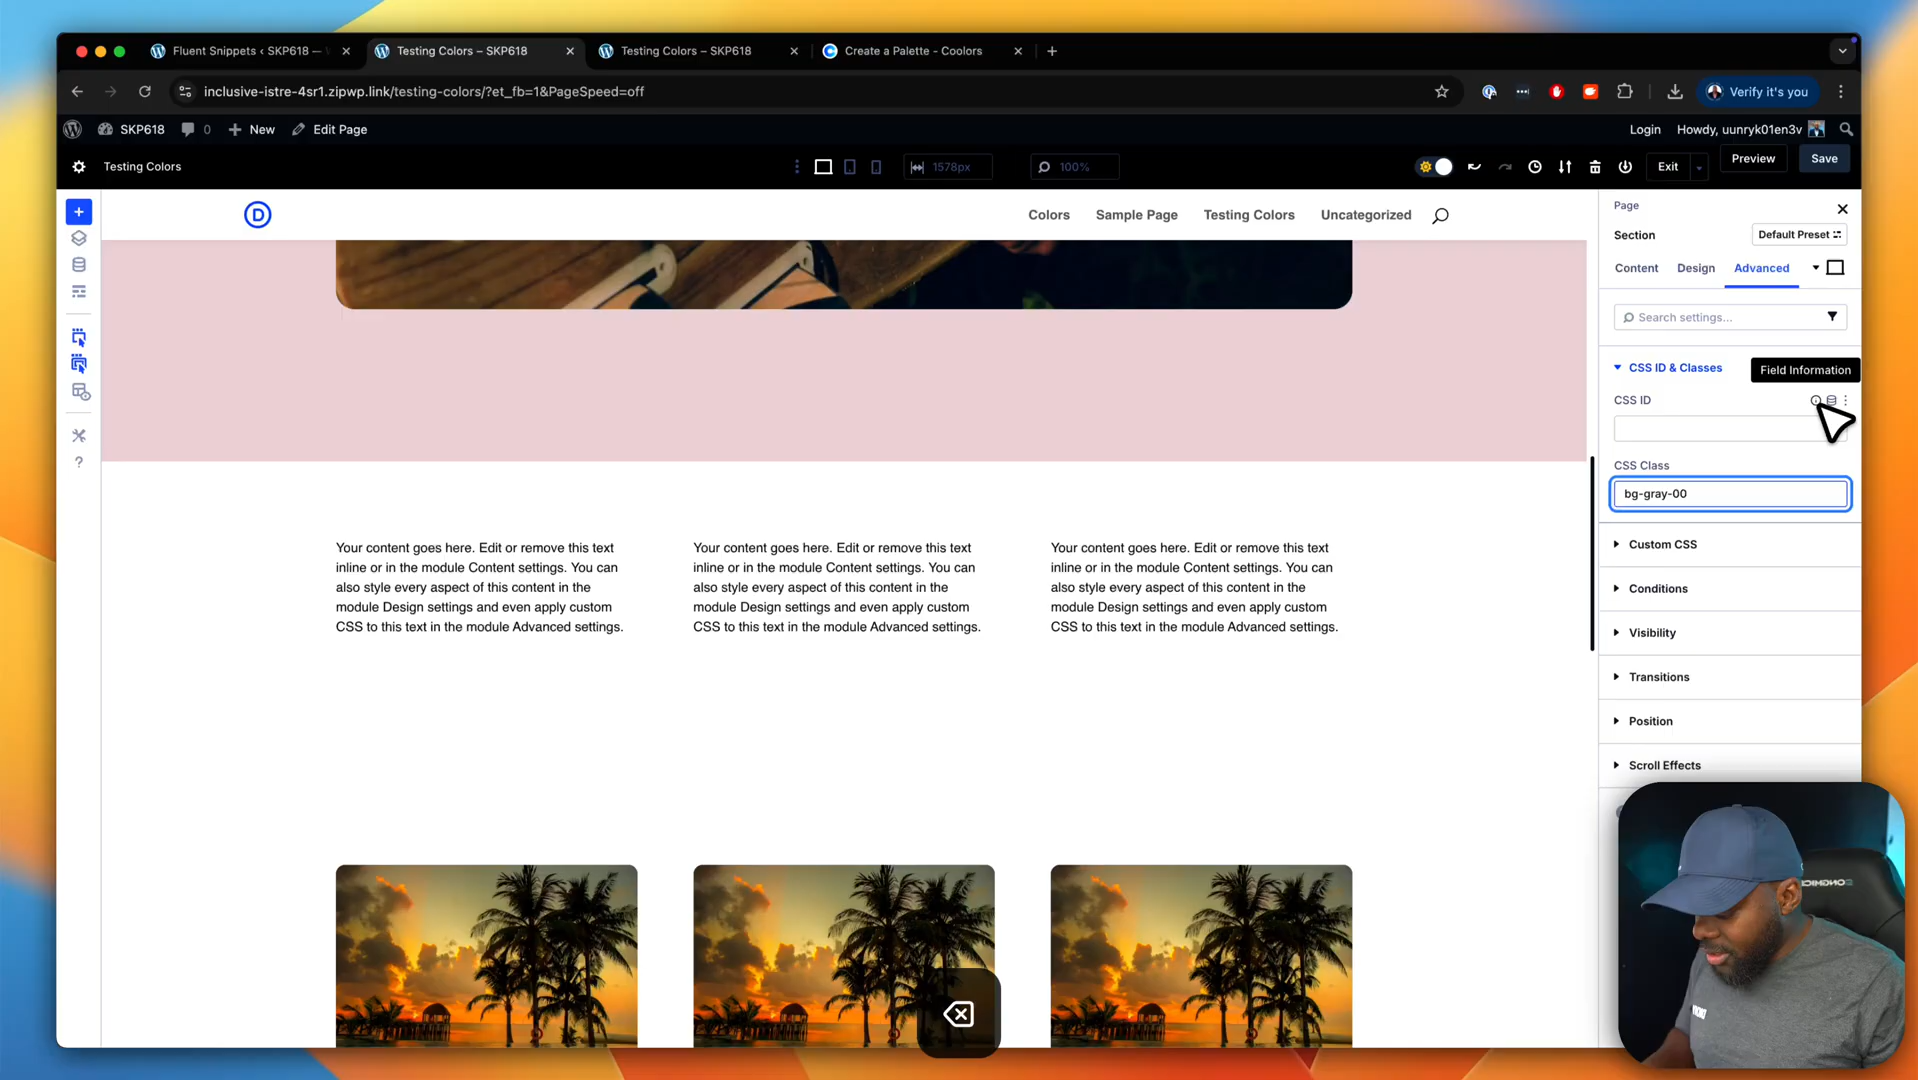 Fluent Snippets ‹ SKP618 —
Testing Colors – SKP618
Testing Colors – SKP618
Create a Palette - Coolors
inclusive-istre-4sr1.zipwp.link/testing-colors/?et_fb=1&PageSpeed=off
Verify it's you
SKP618
0
New
Edit Page
Login
Howdy, uunryk01en3v
Testing Colors
1578px
100%
Exit
Preview
Save
D
Colors
Sample Page
Testing Colors
Uncategorized
Page
Section
Default Preset
Content
Design
Advanced
Search settings...
CSS ID & Classes
Field Information
CSS ID
CSS Class
bg-gray-00
Custom CSS
Conditions
Visibility
Transitions
Position
Scroll Effects
Your content goes here. Edit or remove this text
inline or in the module Content settings. You can
also style every aspect of this content in the
module Design settings and even apply custom
CSS to this text in the module Advanced settings.
Your content goes here. Edit or remove this text
inline or in the module Content settings. You can
also style every aspect of this content in the
module Design settings and even apply custom
CSS to this text in the module Advanced settings.
Your content goes here. Edit or remove this text
inline or in the module Content settings. You can
also style every aspect of this content in the
module Design settings and even apply custom
CSS to this text in the module Advanced settings.